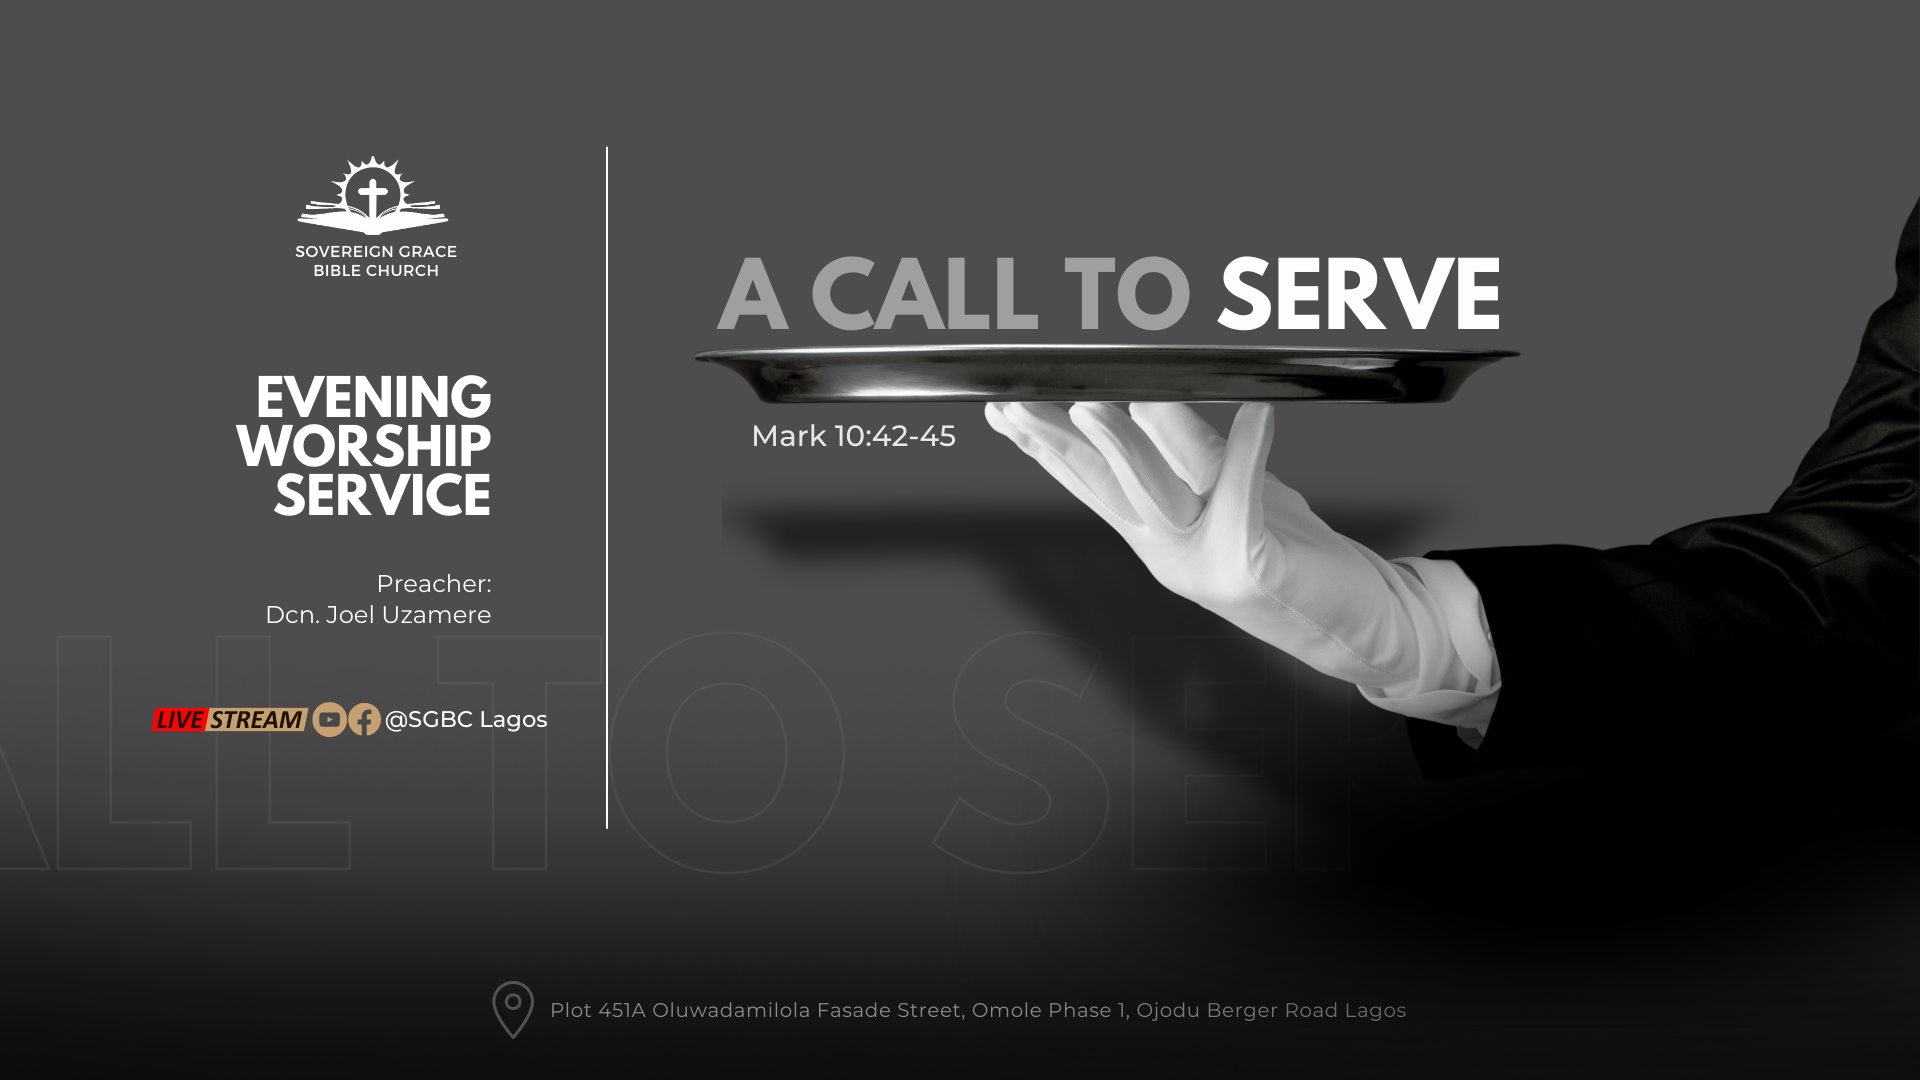 SOVEREIGN GRACE
BIBLE CHURCH
EVENING
WORSHIP
SERVICE
Preacher:
Dcn. Joel Uzamere
LIVE STREAM @SGBC Lagos
A CALL TO SERVE
Mark 10:42-45
ALL TO SER
Plot 451A Oluwadamilola Fasade Street, Omole Phase 1, Ojodu Berger Road Lagos